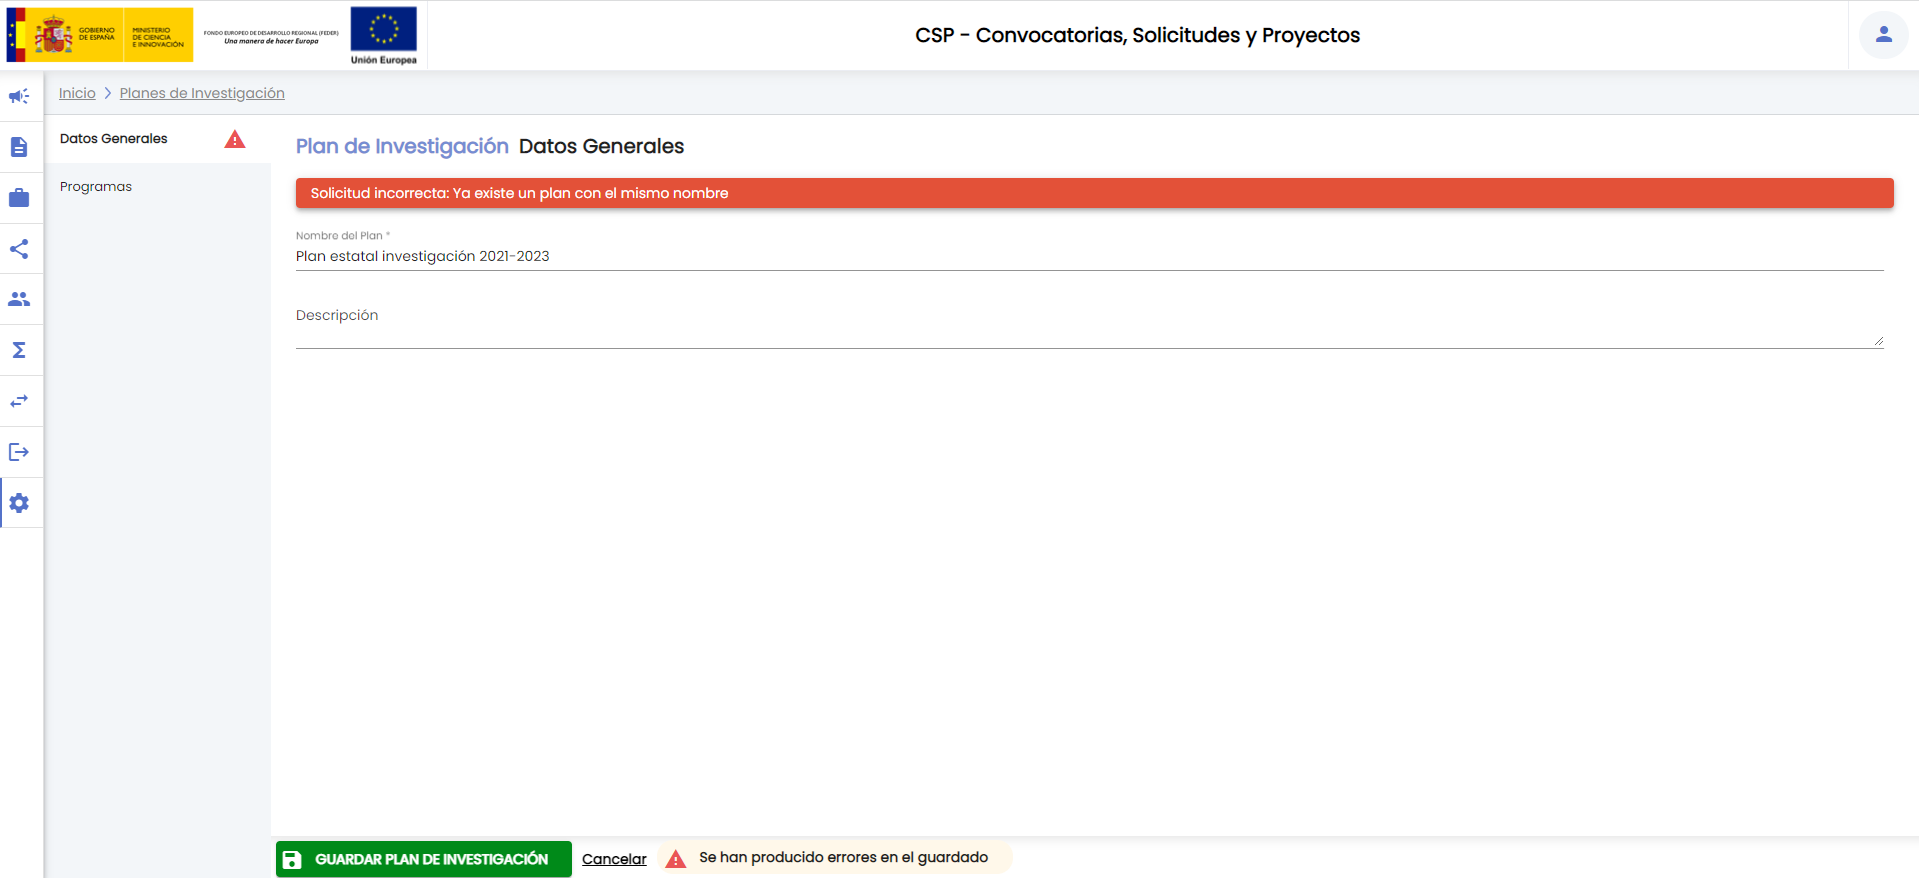 GOBIERNO
DE ESPAÑA
MINISTERIO
DE CIENCIA
E INNOVACIÓN
FONDO EUROPEO DE DESARROLLO REGIONAL (FEDER)
Una manera de hacer Europa
Unión Europea
CSP - Convocatorias, Solicitudes y Proyectos
Inicio > Planes de Investigación
Datos Generales
Programas
Plan de Investigación Datos Generales
Solicitud incorrecta: Ya existe un plan con el mismo nombre
Nombre del Plan *
Plan estatal investigación 2021-2023
Descripción
GUARDAR PLAN DE INVESTIGACIÓN
Cancelar
Se han producido errores en el guardado